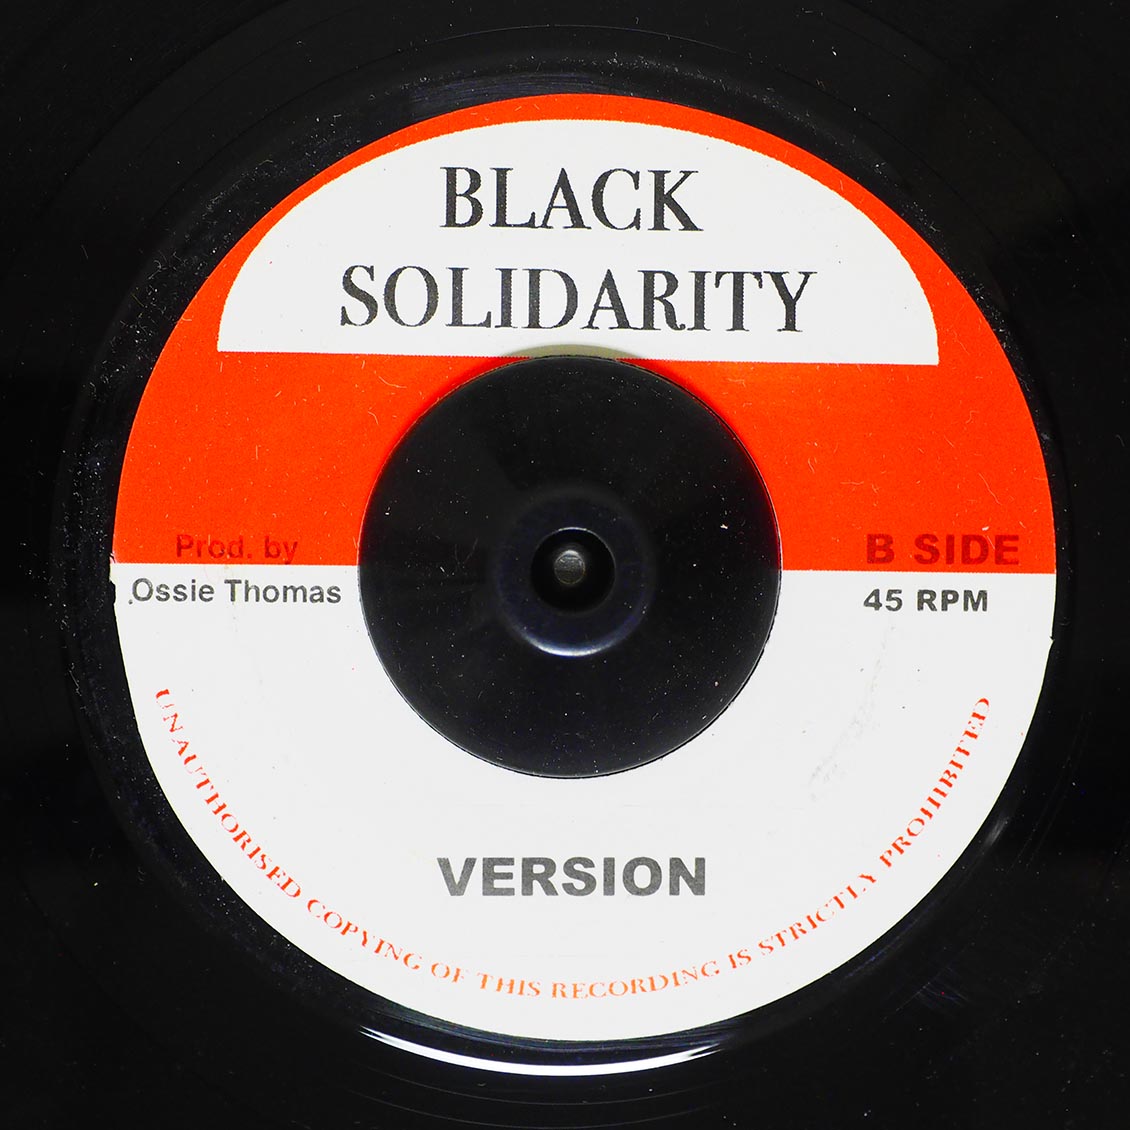 BLACK
SOLIDARITY
Prod. by
Ossie Thomas
B SIDE
45 RPM
VERSION
UNAUTHORISED COPYING OF THIS RECORDING IS STRICTLY PROHIBITED